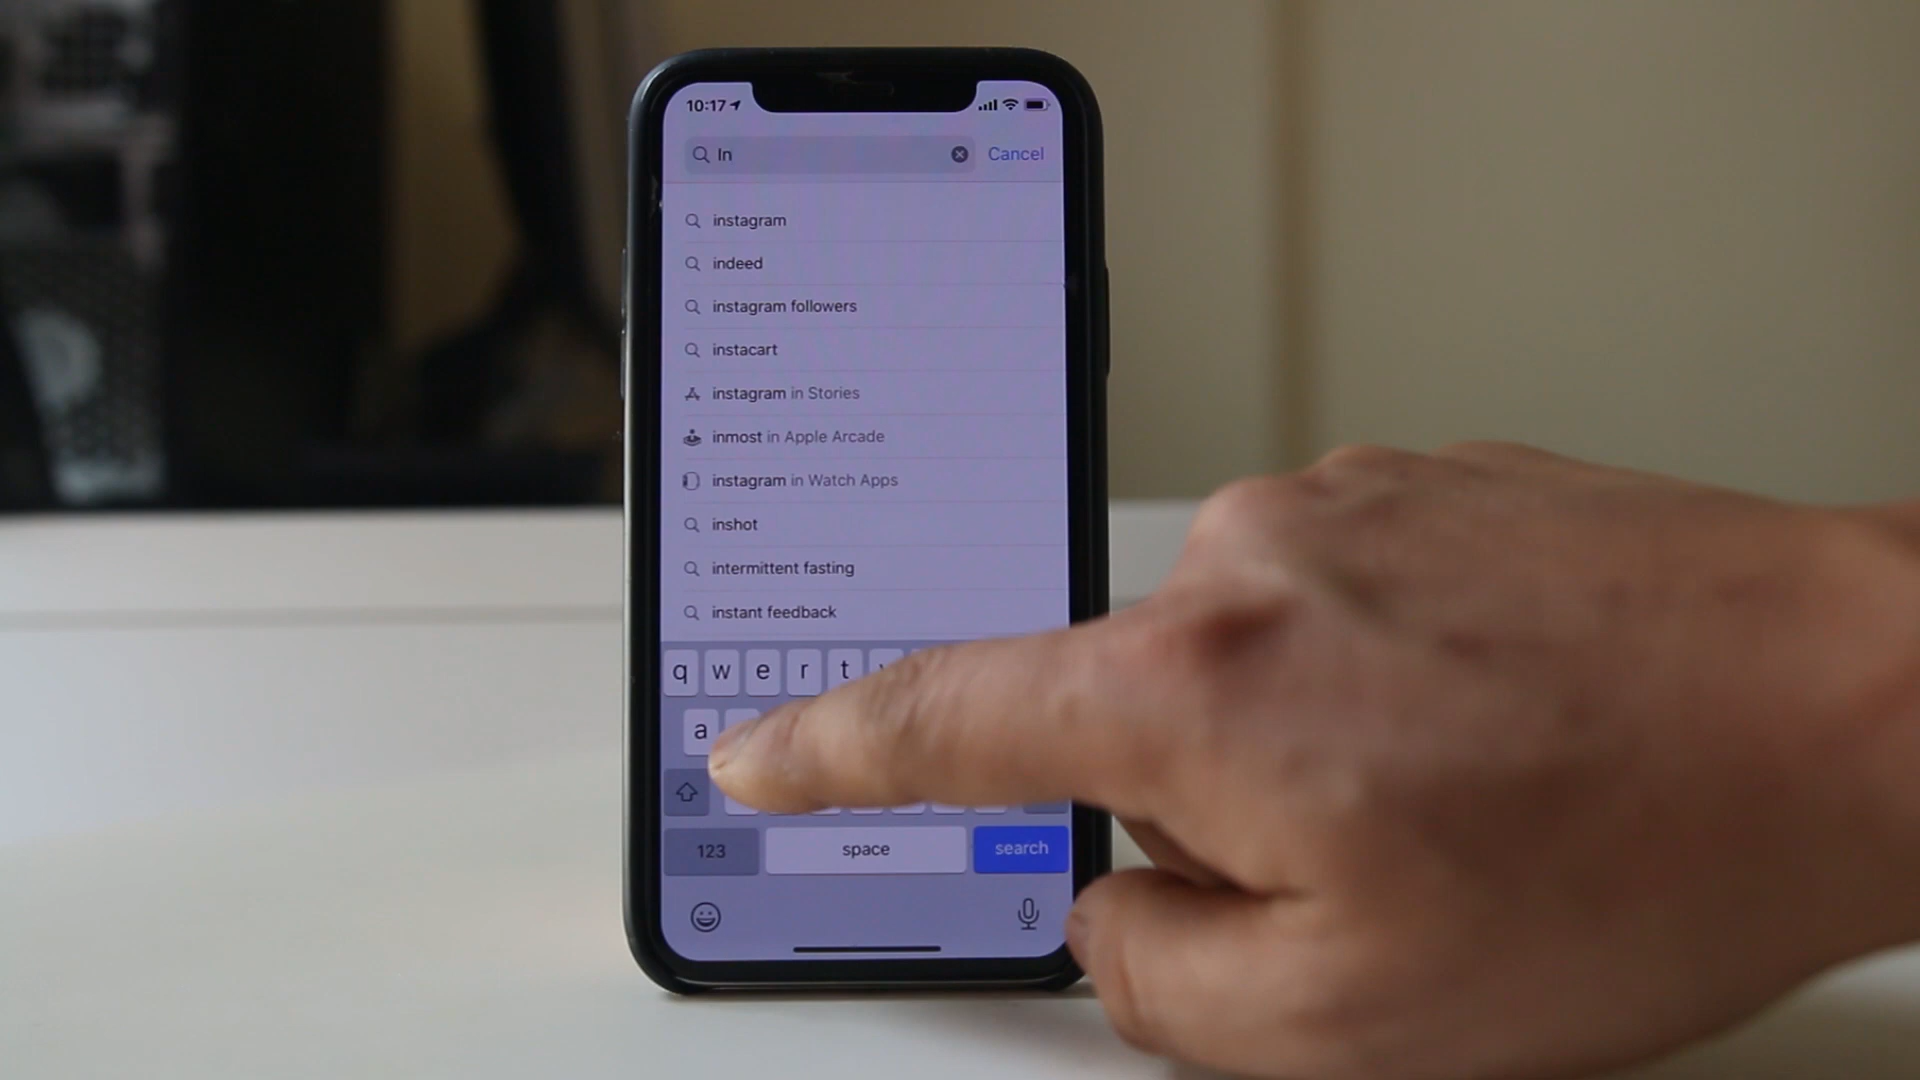 10:17
In
Cancel
instagram
indeed
instagram followers
instacart
instagram in Stories
inmost in Apple Arcade
instagram in Watch Apps
inshot
intermittent fasting
instant feedback
q w e r t
a
123 space search